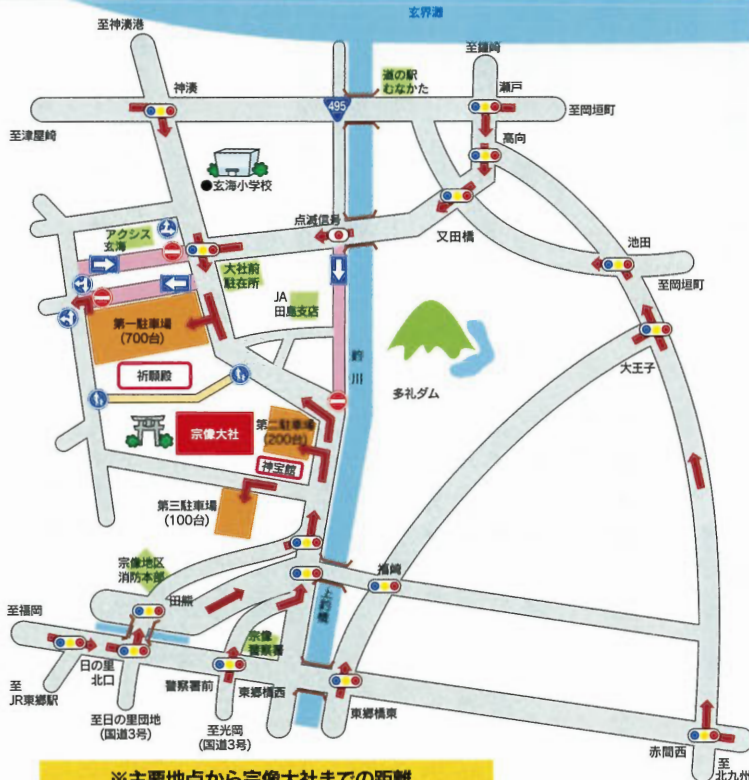 玄界灘
至神湊港
至鐘崎
神湊
495
道の駅
むなかた
瀬戸
至岡垣町
至津屋崎
高向
●玄海小学校
点滅信号
又田橋
アクシス
玄海
池田
大社前
駐在所
至岡垣町
JA
田島支店
第一駐車場
(700台)
釣川
大王子
祈願殿
多礼ダム
宗像大社
第二駐車場
(200台)
神宝館
第三駐車場
(100台)
宗像地区
消防本部
福崎
田熊
上釣橋
至福岡
宗像
警察署
日の里
北口
至
JR東郷駅
警察署前
東郷橋西
東郷橋東
至日の里団地
(国道3号)
至光岡
(国道3号)
赤間西
至
北九州
※主要地点から宗像大社までの距離